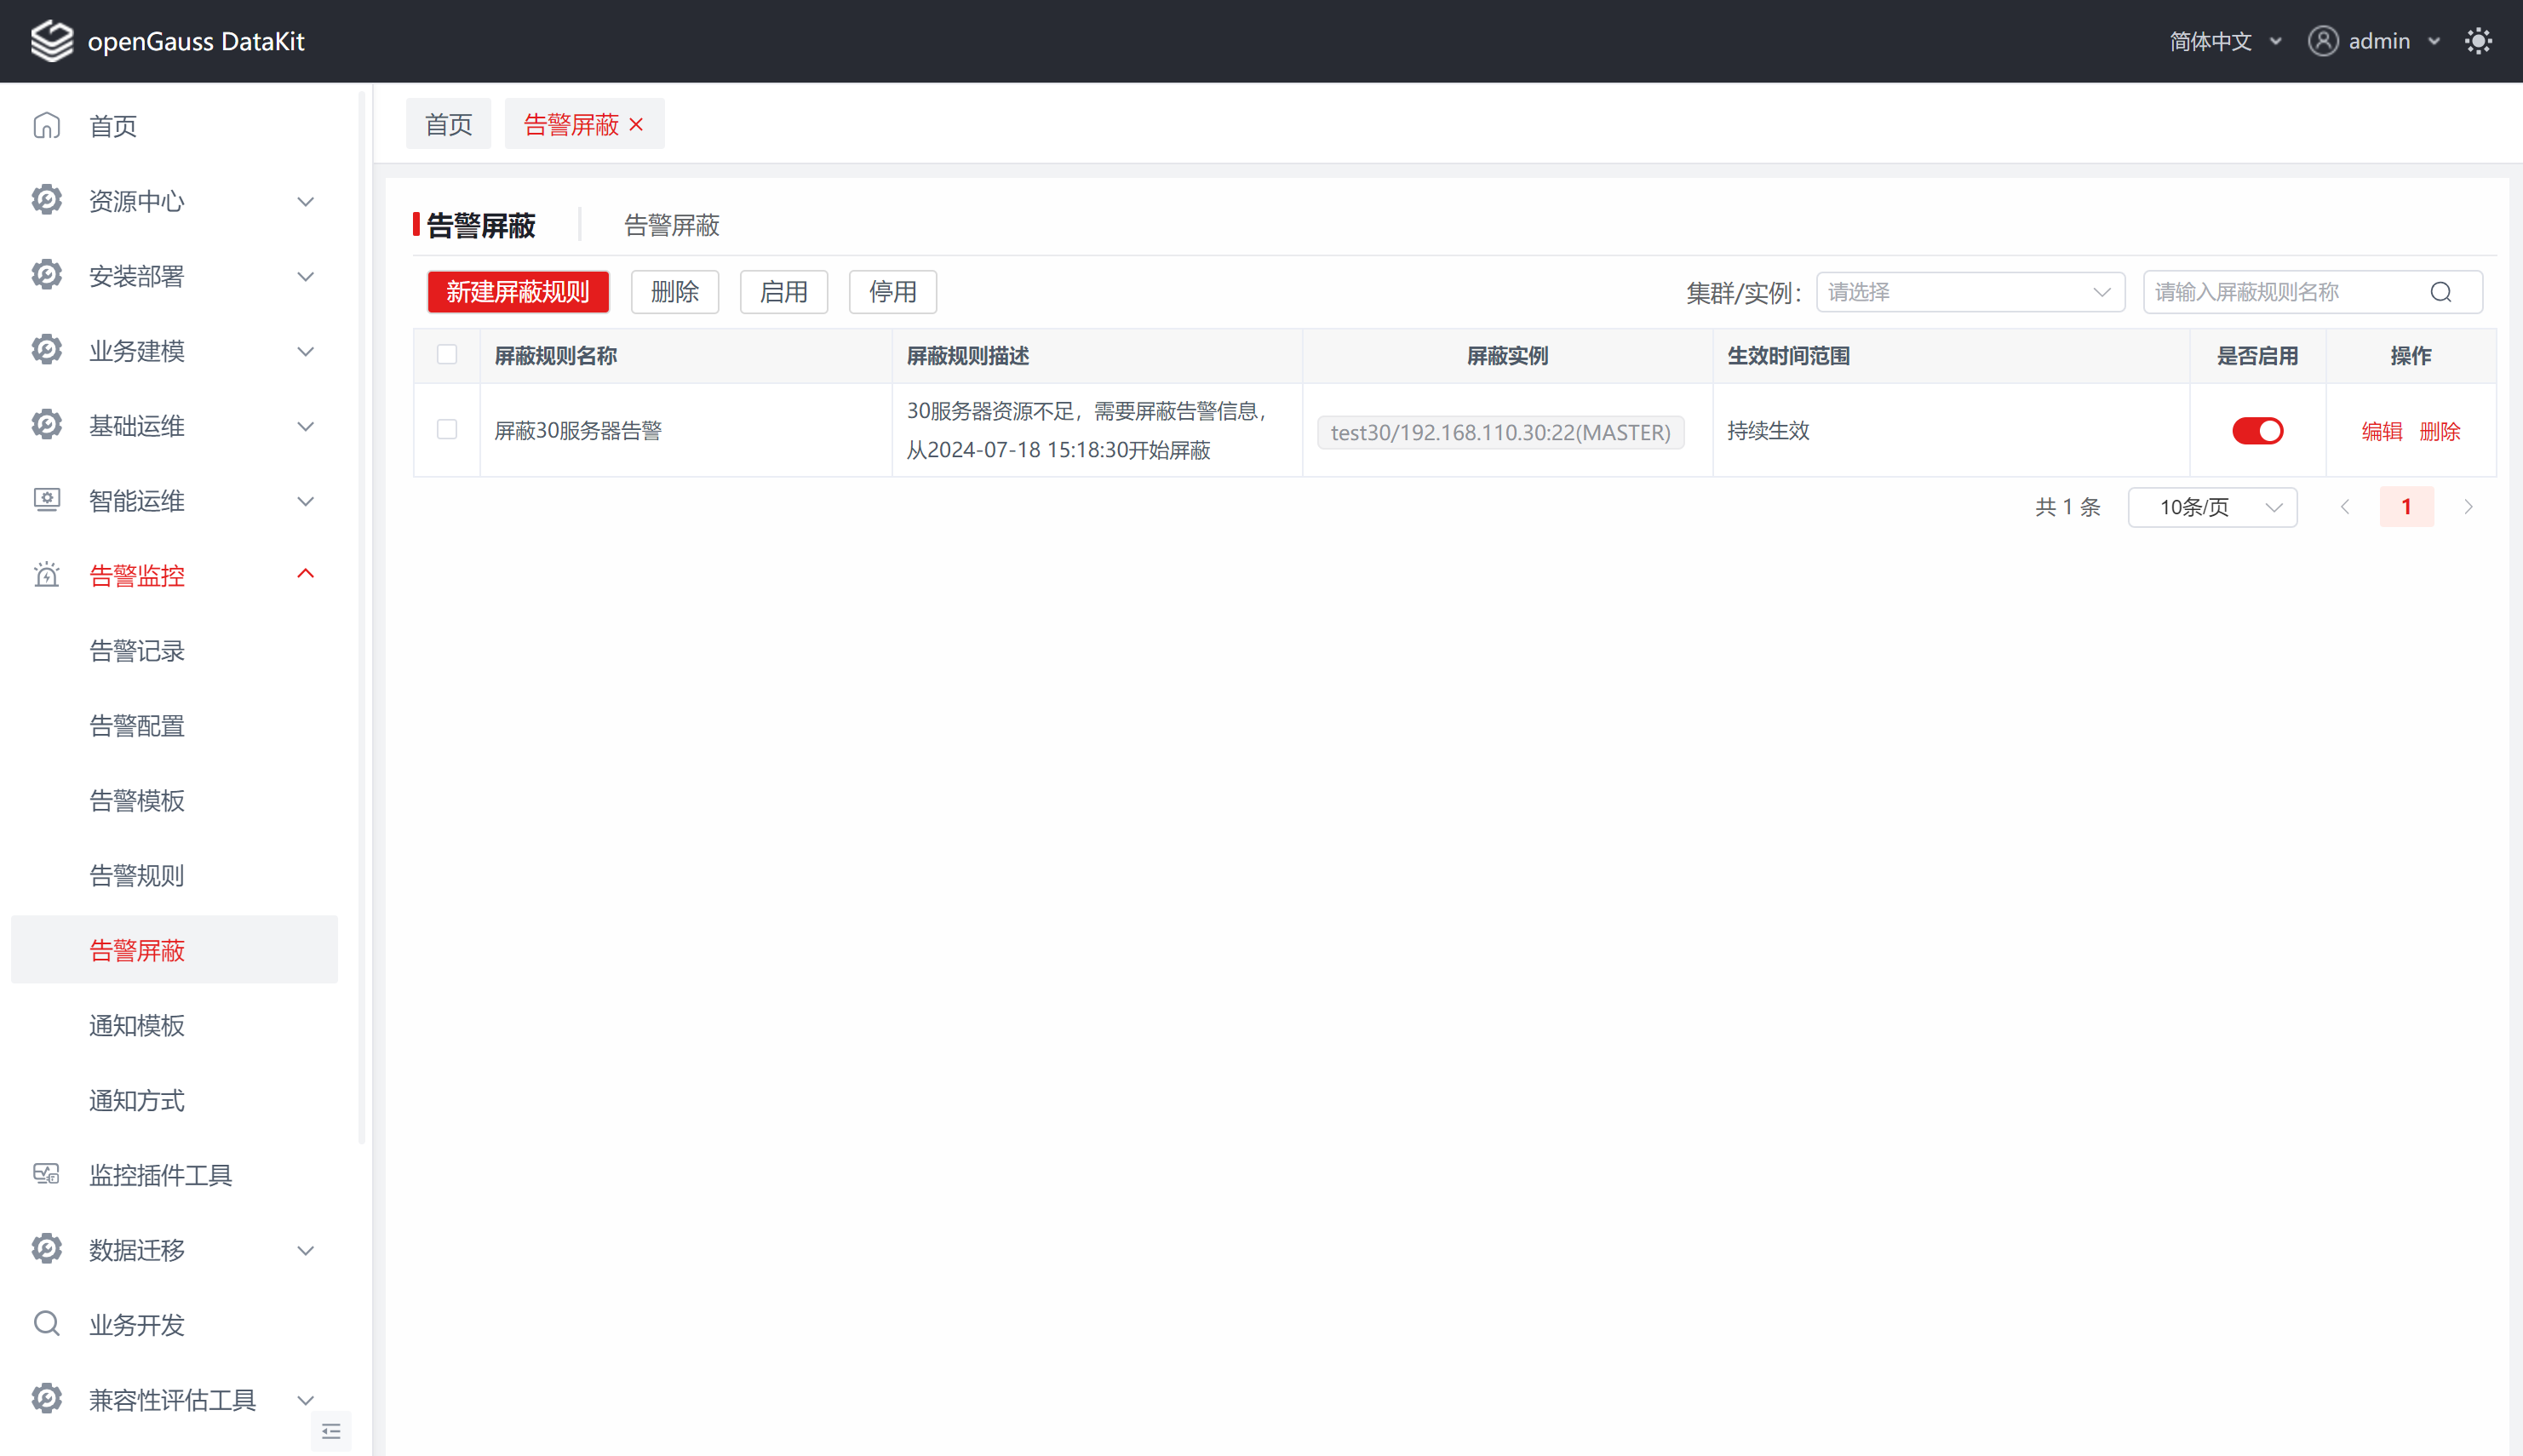 openGauss DataKit
简体中文
admin
首页
资源中心
安装部署
业务建模
基础运维
智能运维
告警监控
告警记录
告警配置
告警模板
告警规则
告警屏蔽
通知模板
通知方式
监控插件工具
数据迁移
业务开发
兼容性评估工具
首页
告警屏蔽
告警屏蔽
告警屏蔽
新建屏蔽规则
删除
启用
停用
集群/实例：
请选择
请输入屏蔽规则名称
屏蔽规则名称
屏蔽规则描述
屏蔽实例
生效时间范围
是否启用
操作
屏蔽30服务器告警
30服务器资源不足，需要屏蔽告警信息，
从2024-07-18 15:18:30开始屏蔽
test30/192.168.110.30:22(MASTER)
持续生效
编辑
删除
共 1 条
10条/页
1